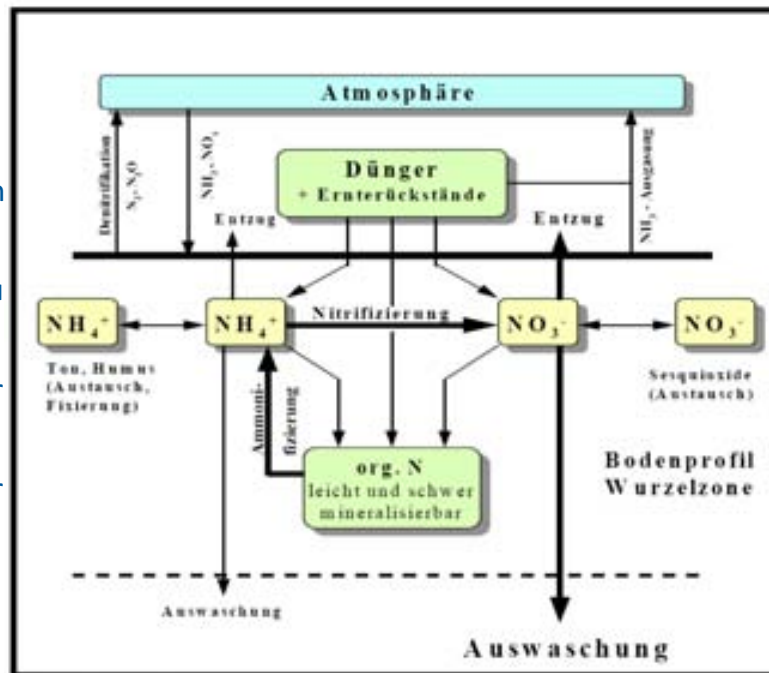 Atmosphäre
Denitrifikation
N₂, N₂O
NH₃, NO₃
Dünger
+ Ernterückstände
NH₃ - Ausgasung
Entzug
Entzug
NH₄⁺
NH₄⁺
Nitrifizierung
NO₃⁻
NO₃⁻
Ton, Humus
(Austausch,
Fixierung)
Ammoni-
fizierung
Sesquioxide
(Austausch)
org. N
leicht und schwer
mineralisierbar
Bodenprofil
Wurzelzone
Auswaschung
Auswaschung